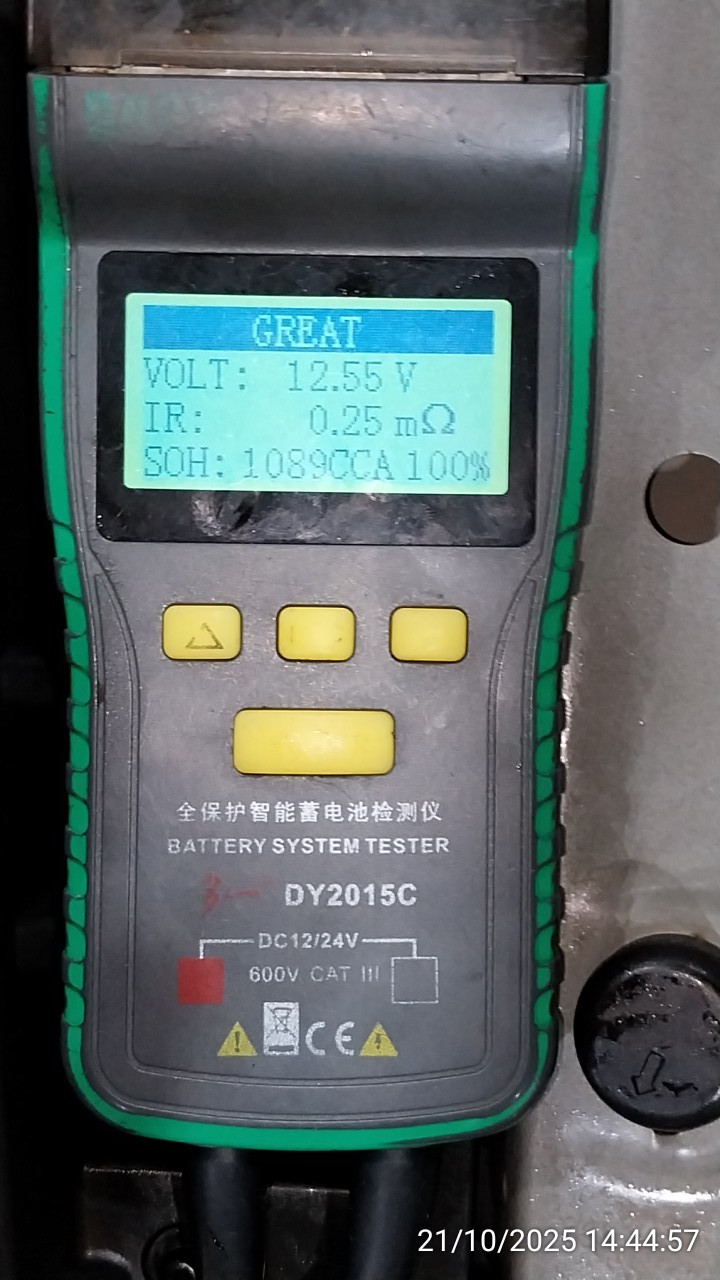 GREAT
VOLT: 12.55 V
IR: 0.25 mΩ
SOH: 1089CCA 100%
全保护智能蓄电池检测仪
BATTERY SYSTEM TESTER
DY2015C
DC12/24V
600V CAT III
CE
21/10/2025 14:44:57